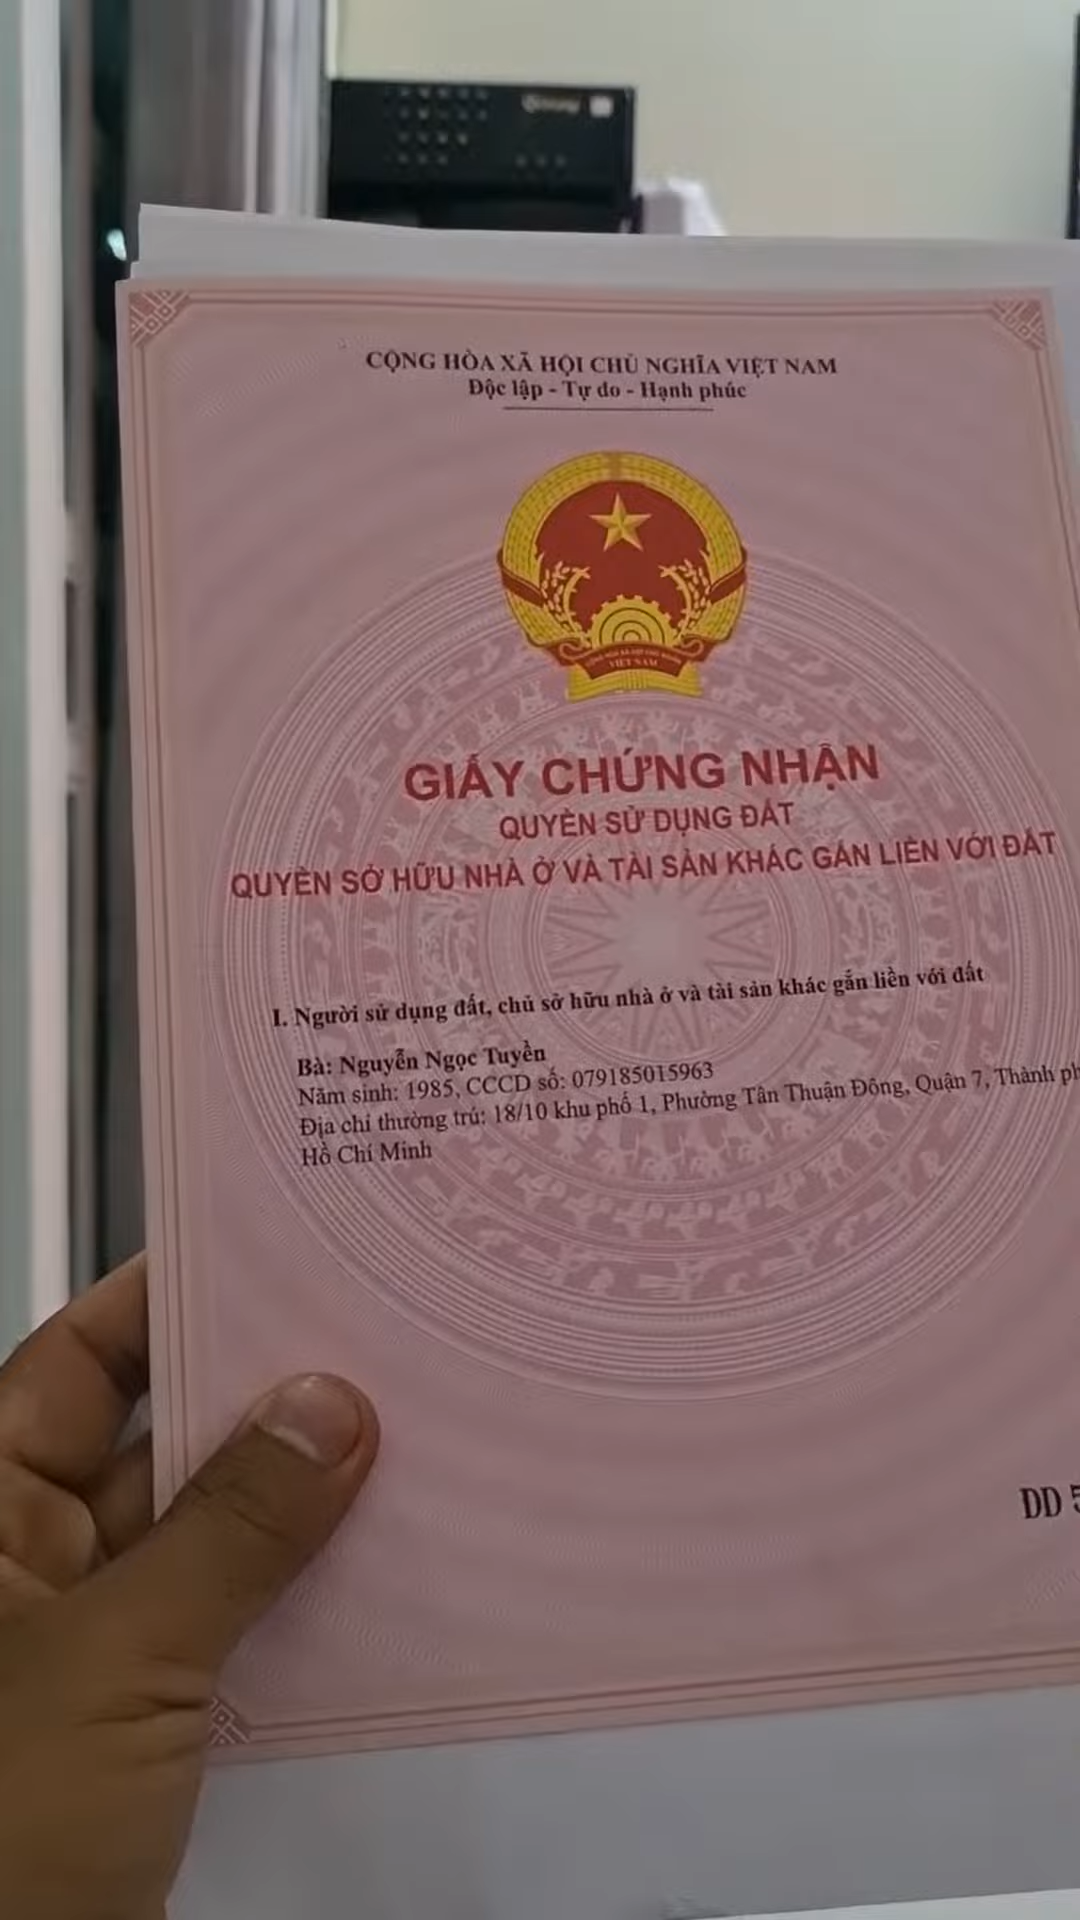 CỘNG HÒA XÃ HỘI CHỦ NGHĨA VIỆT NAM
Độc lập - Tự do - Hạnh phúc
VIỆT NAM
GIẤY CHỨNG NHẬN
QUYỀN SỬ DỤNG ĐẤT
QUYỀN SỞ HỮU NHÀ Ở VÀ TÀI SẢN KHÁC GẮN LIỀN VỚI ĐẤT
I. Người sử dụng đất, chủ sở hữu nhà ở và tài sản khác gắn liền với đất
Bà: Nguyễn Ngọc Tuyền
Năm sinh: 1985, CCCD số: 079185015963
Địa chỉ thường trú: 18/10 khu phố 1, Phường Tân Thuận Đông, Quận 7, Thành ph
Hồ Chí Minh
DD 5